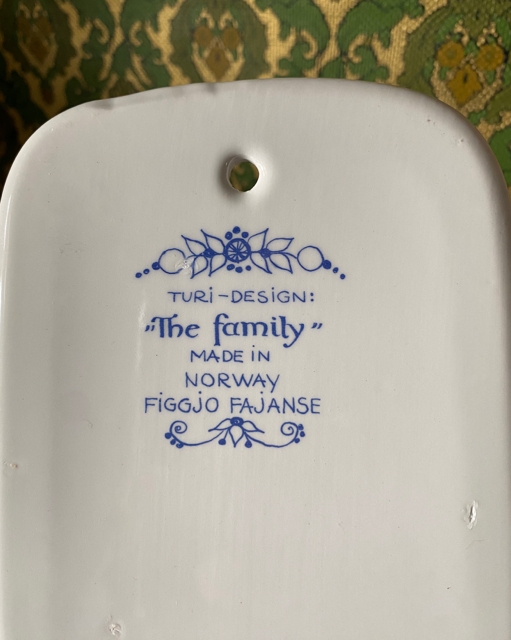 TURI-DESIGN:
"The family"
MADE IN
NORWAY
FIGGJO FAJANSE